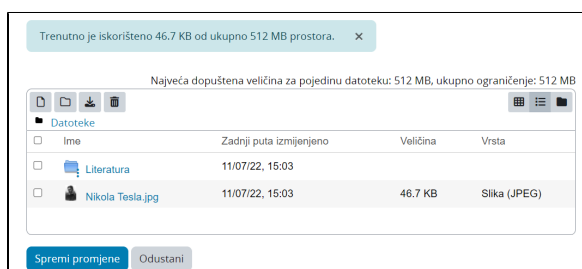 Trenutno je iskorišteno 46.7 KB od ukupno 512 MB prostora. ×
Najveća dopuštena veličina za pojedinu datoteku: 512 MB, ukupno ograničenje: 512 MB
Datoteke
Ime Zadnji puta izmijenjeno Veličina Vrsta
Literatura 11/07/22, 15:03
Nikola Tesla.jpg 11/07/22, 15:03 46.7 KB Slika (JPEG)
Spremi promjene Odustani